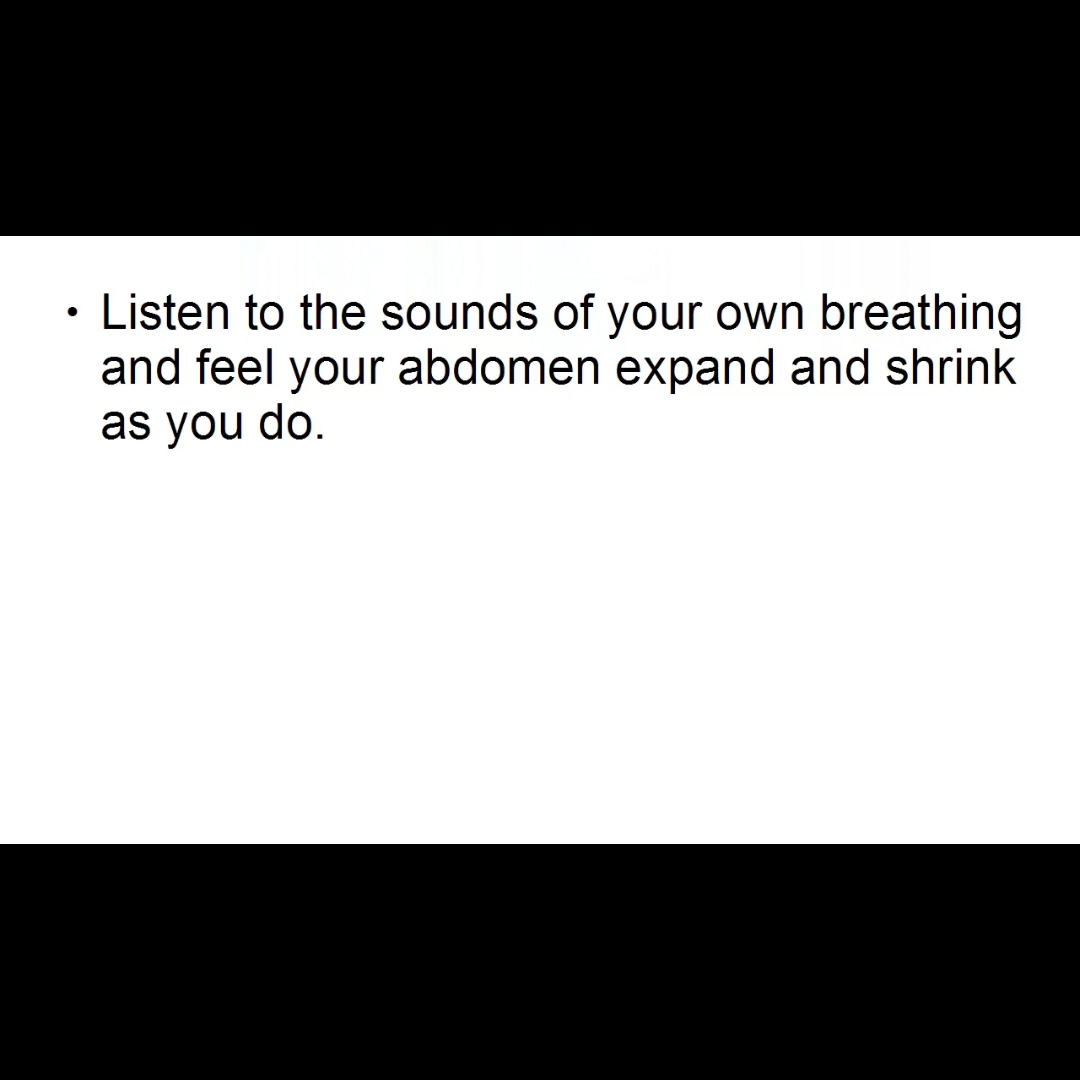 • Listen to the sounds of your own breathing
and feel your abdomen expand and shrink
as you do.